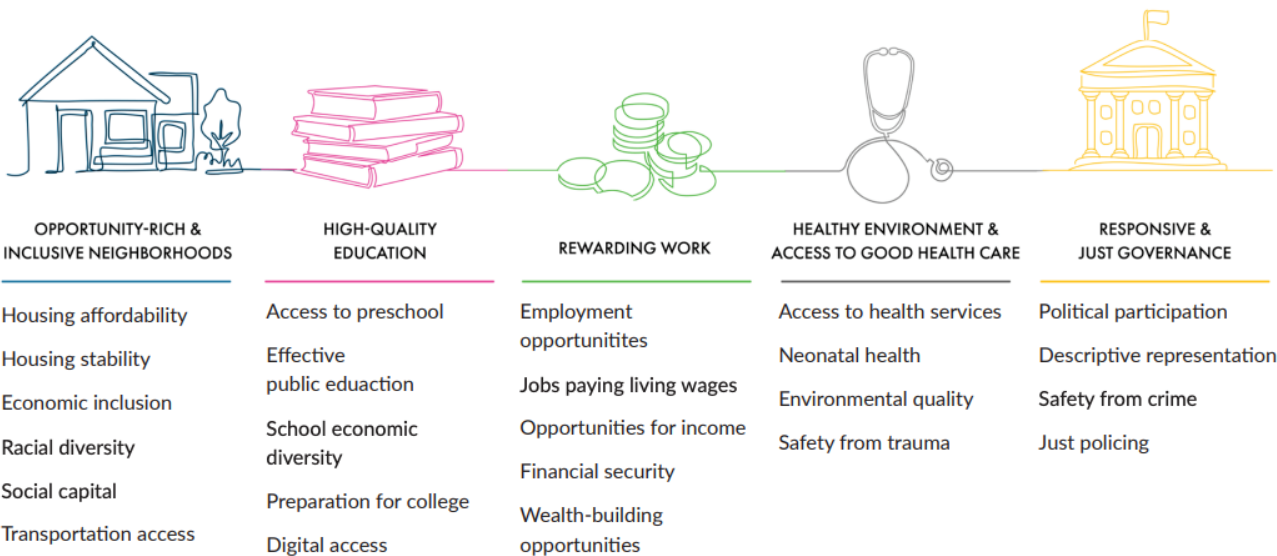 OPPORTUNITY-RICH &
INCLUSIVE NEIGHBORHOODS
Housing affordability
Housing stability
Economic inclusion
Racial diversity
Social capital
Transportation access
HIGH-QUALITY
EDUCATION
Access to preschool
Effective
public eduaction
School economic
diversity
Preparation for college
Digital access
REWARDING WORK
Employment
opportunitites
Jobs paying living wages
Opportunities for income
Financial security
Wealth-building
opportunities
HEALTHY ENVIRONMENT &
ACCESS TO GOOD HEALTH CARE
Access to health services
Neonatal health
Environmental quality
Safety from trauma
RESPONSIVE &
JUST GOVERNANCE
Political participation
Descriptive representation
Safety from crime
Just policing